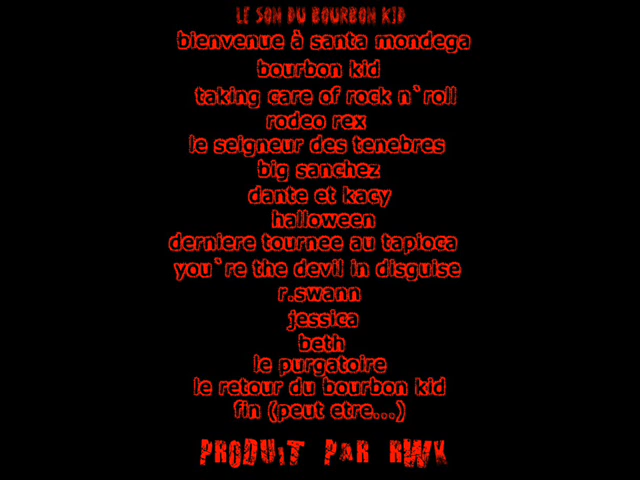 LE SON DU BOURBON KID
bienvenue à santa mondega
bourbon kid
taking care of rock n`roll
rodeo rex
le seigneur des tenebres
big sanchez
dante et kacy
halloween
derniere tournee au tapioca
you`re the devil in disguise
r.swann
jessica
beth
le purgatoire
le retour du bourbon kid
fin (peut etre...)
PRODUiT PAR RWK